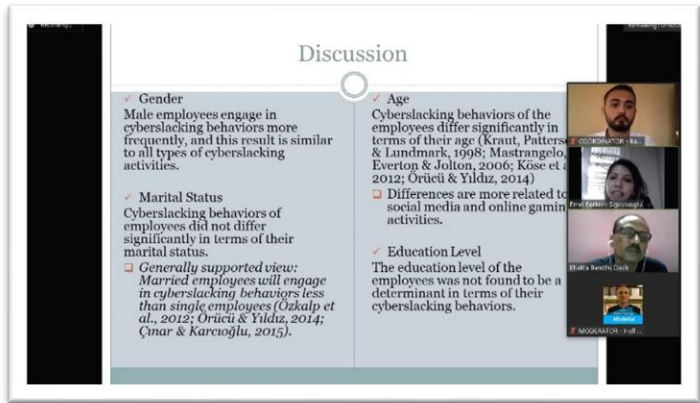 Discussion
✓ Gender
Male employees engage in
cyberslacking behaviors more
frequently, and this result is similar
to all types of cyberslacking
activities.
✓ Marital Status
Cyberslacking behaviors of
employees did not differ
significantly in terms of their
marital status.
❑ Generally supported view:
Married employees will engage
in cyberslacking behaviors less
than single employees (Özkalp et
al., 2012; Örücü & Yıldız, 2014;
Çınar & Karcıoğlu, 2015).
✓ Age
Cyberslacking behaviors of the
employees differ significantly in
terms of their age (Kraut, Patterso
& Lundmark, 1998; Mastrangelo,
Everton & Jolton, 2006; Köse et a
2012; Örücü & Yıldız, 2014)
❑ Differences are more related to
social media and online gamin
activities.
✓ Education Level
The education level of the
employees was not found to be a
determinant in terms of their
cyberslacking behaviors.
COORDINATOR - Ba...
MODERATOR - Hall ...